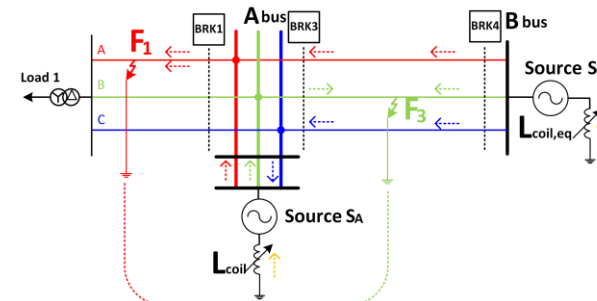 BRK1
A bus
BRK3
BRK4
B bus
A
F1
Load 1
B
F3
Source S
C
Lcoil,eq
Source SA
Lcoil